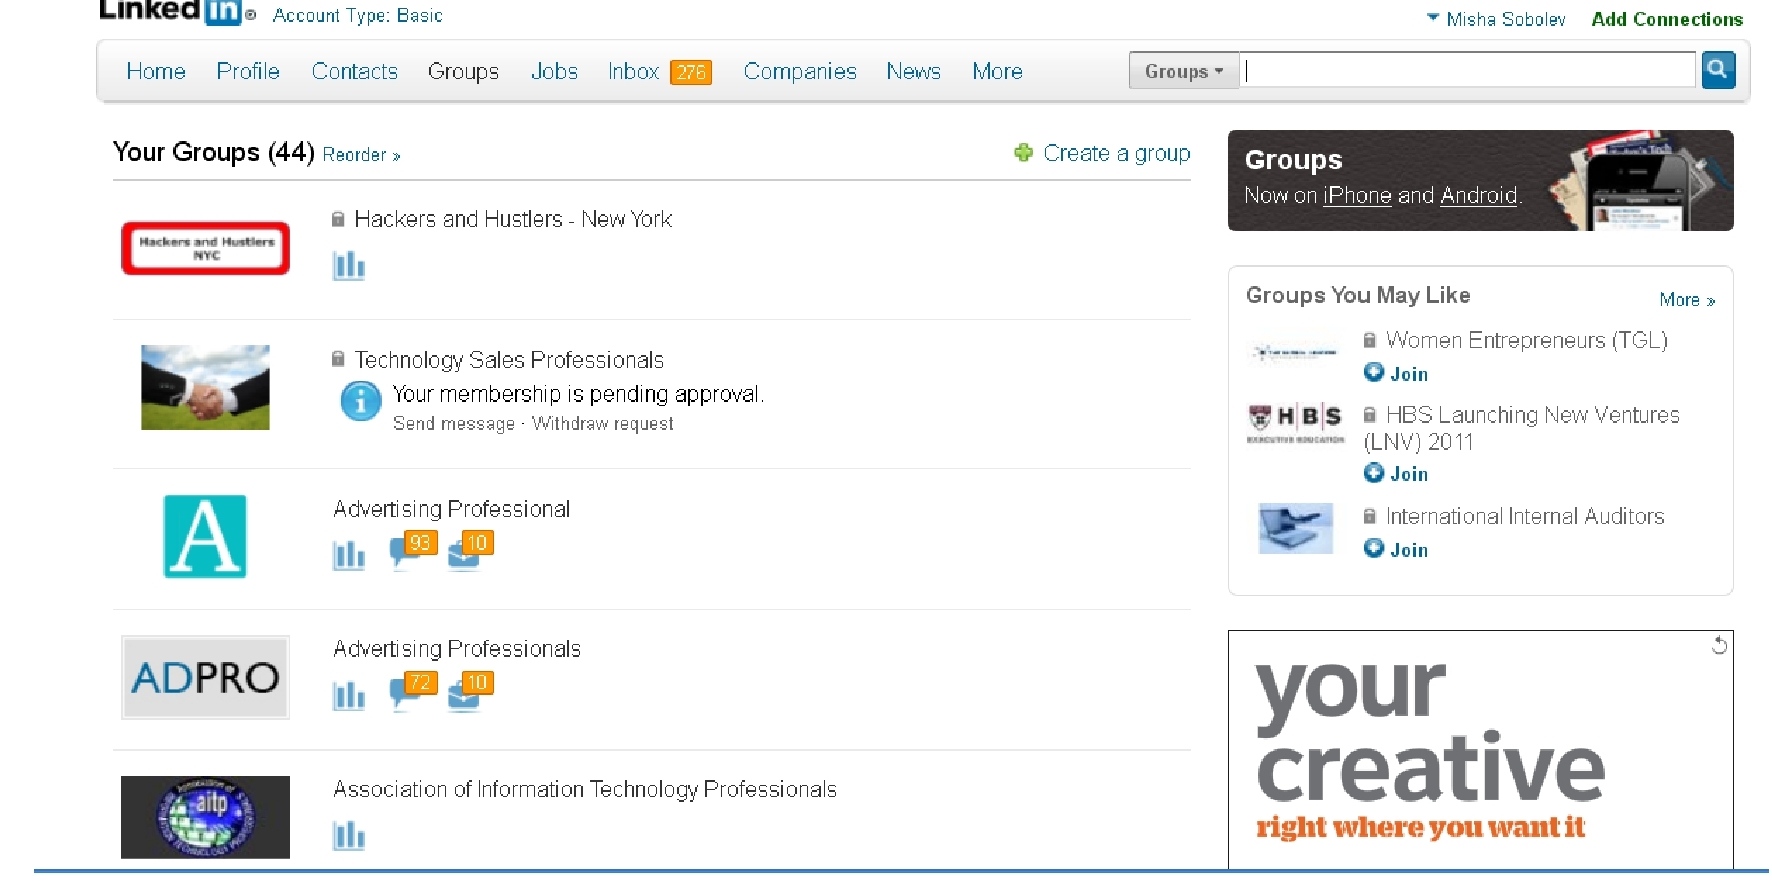 Linked in ® Account Type: Basic
Misha Sobolev Add Connections
Home Profile Contacts Groups Jobs Inbox 276 Companies News More
Groups
Your Groups (44) Reorder »
Create a group
Hackers and Hustlers
NYC
Hackers and Hustlers - New York
Technology Sales Professionals
Your membership is pending approval.
Send message · Withdraw request
A
Advertising Professional
93 10
ADPRO
Advertising Professionals
72 10
aitp
Association of Information Technology Professionals
Groups
Now on iPhone and Android.
Groups You May Like
More »
Women Entrepreneurs (TGL)
Join
HBS
EXECUTIVE EDUCATION
HBS Launching New Ventures
(LNV) 2011
Join
International Internal Auditors
Join
your
creative
right where you want it